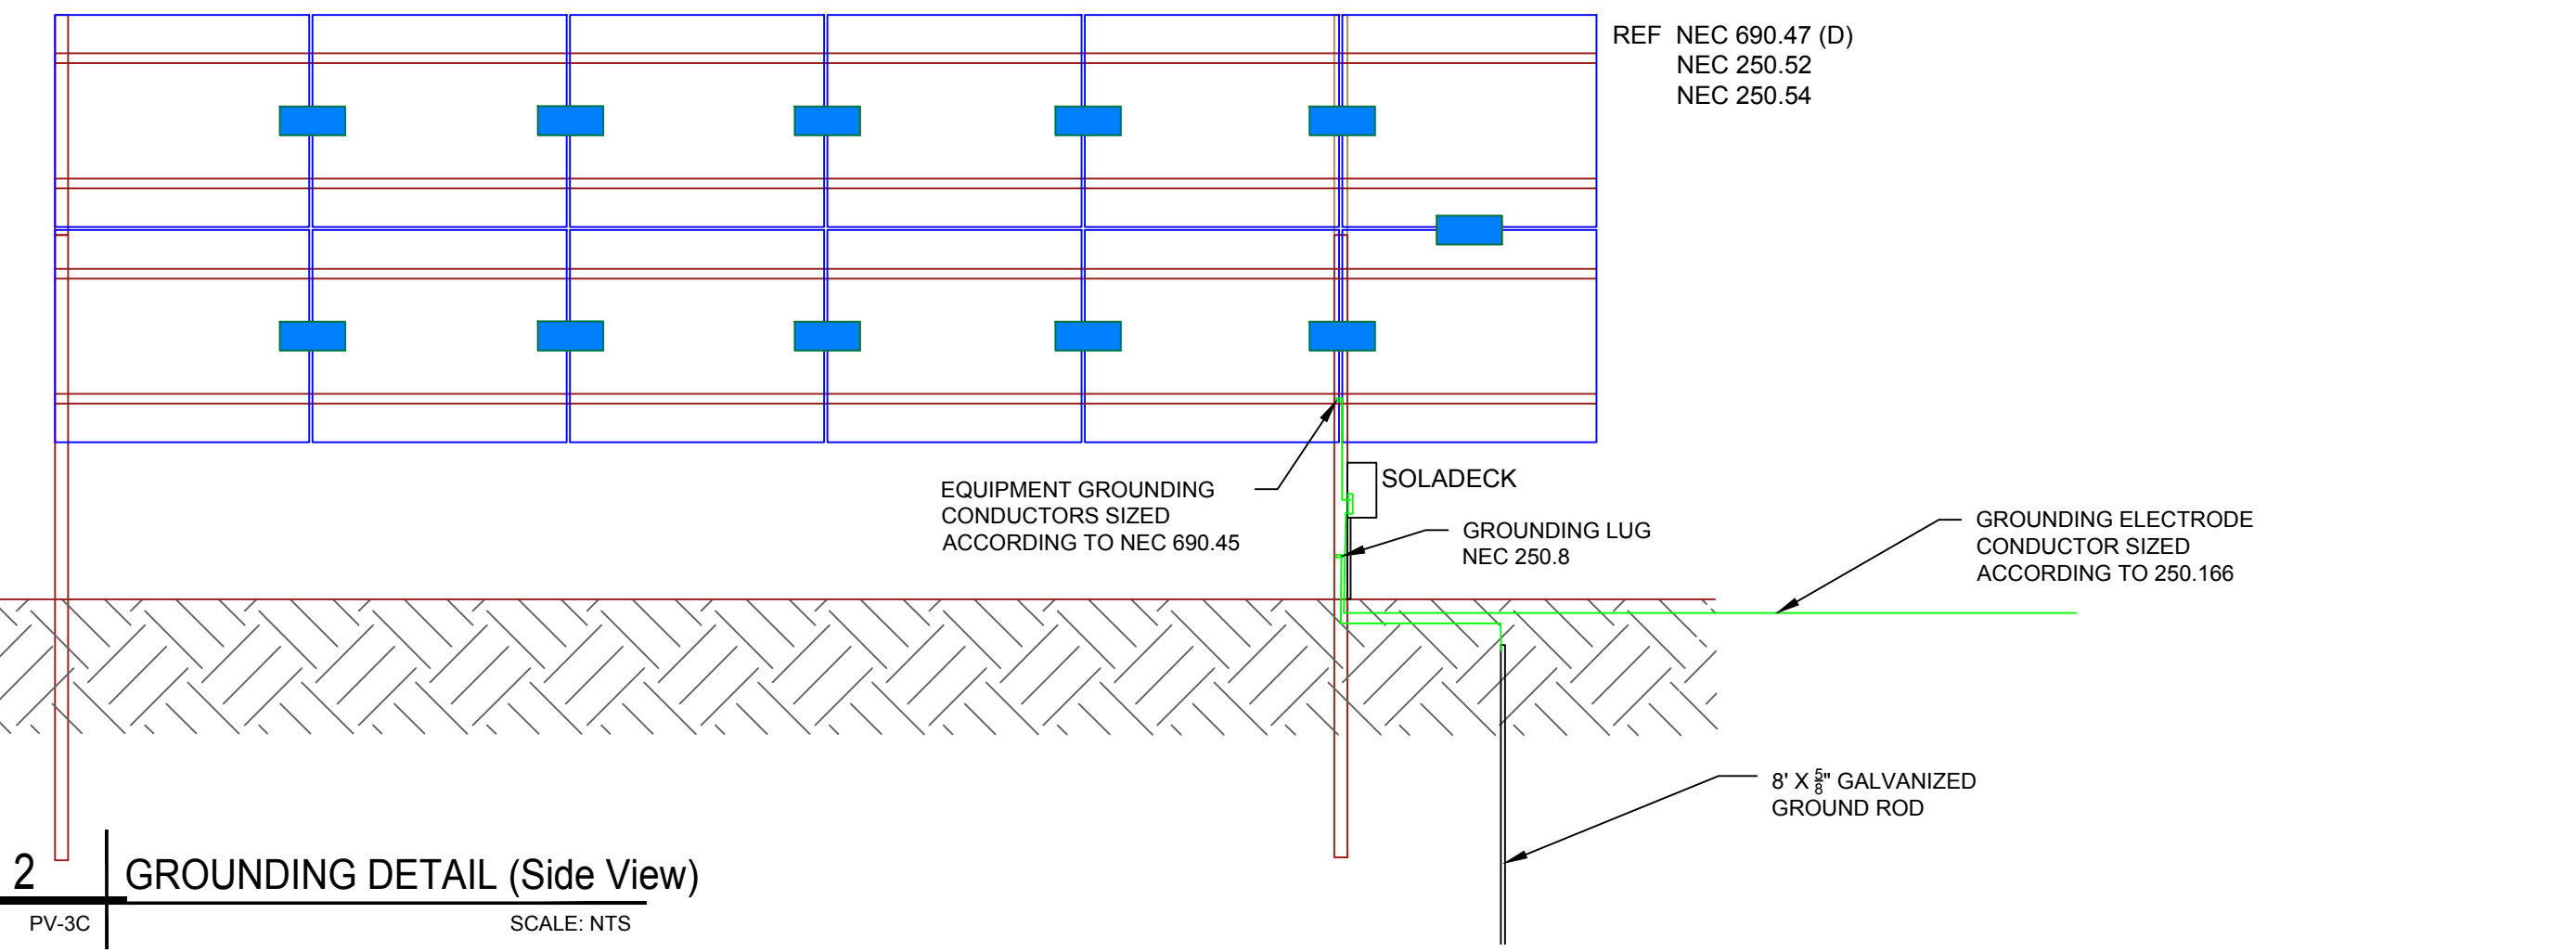 REF NEC 690.47 (D)
NEC 250.52
NEC 250.54
EQUIPMENT GROUNDING
CONDUCTORS SIZED
ACCORDING TO NEC 690.45
SOLADECK
GROUNDING LUG
NEC 250.8
GROUNDING ELECTRODE
CONDUCTOR SIZED
ACCORDING TO 250.166
8' X 5/8" GALVANIZED
GROUND ROD
2
GROUNDING DETAIL (Side View)
PV-3C
SCALE: NTS